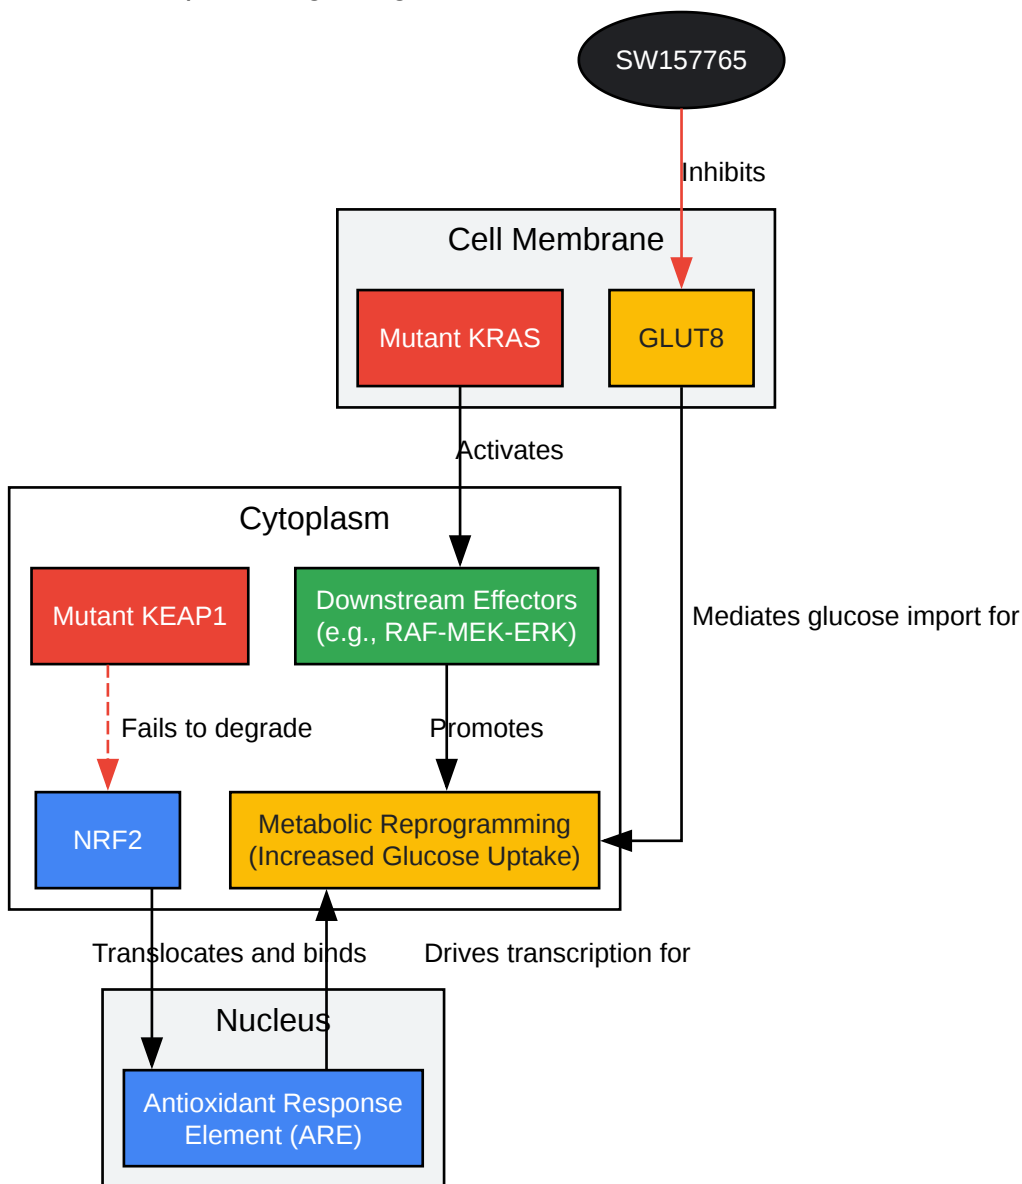 SW157765
Inhibits
Cell Membrane
Mutant KRAS
GLUT8
Activates
Cytoplasm
Mutant KEAP1
Downstream Effectors
(e.g., RAF-MEK-ERK)
Mediates glucose import for
Fails to degrade
Promotes
NRF2
Metabolic Reprogramming
(Increased Glucose Uptake)
Translocates and binds
Drives transcription for
Nucleus
Antioxidant Response
Element (ARE)